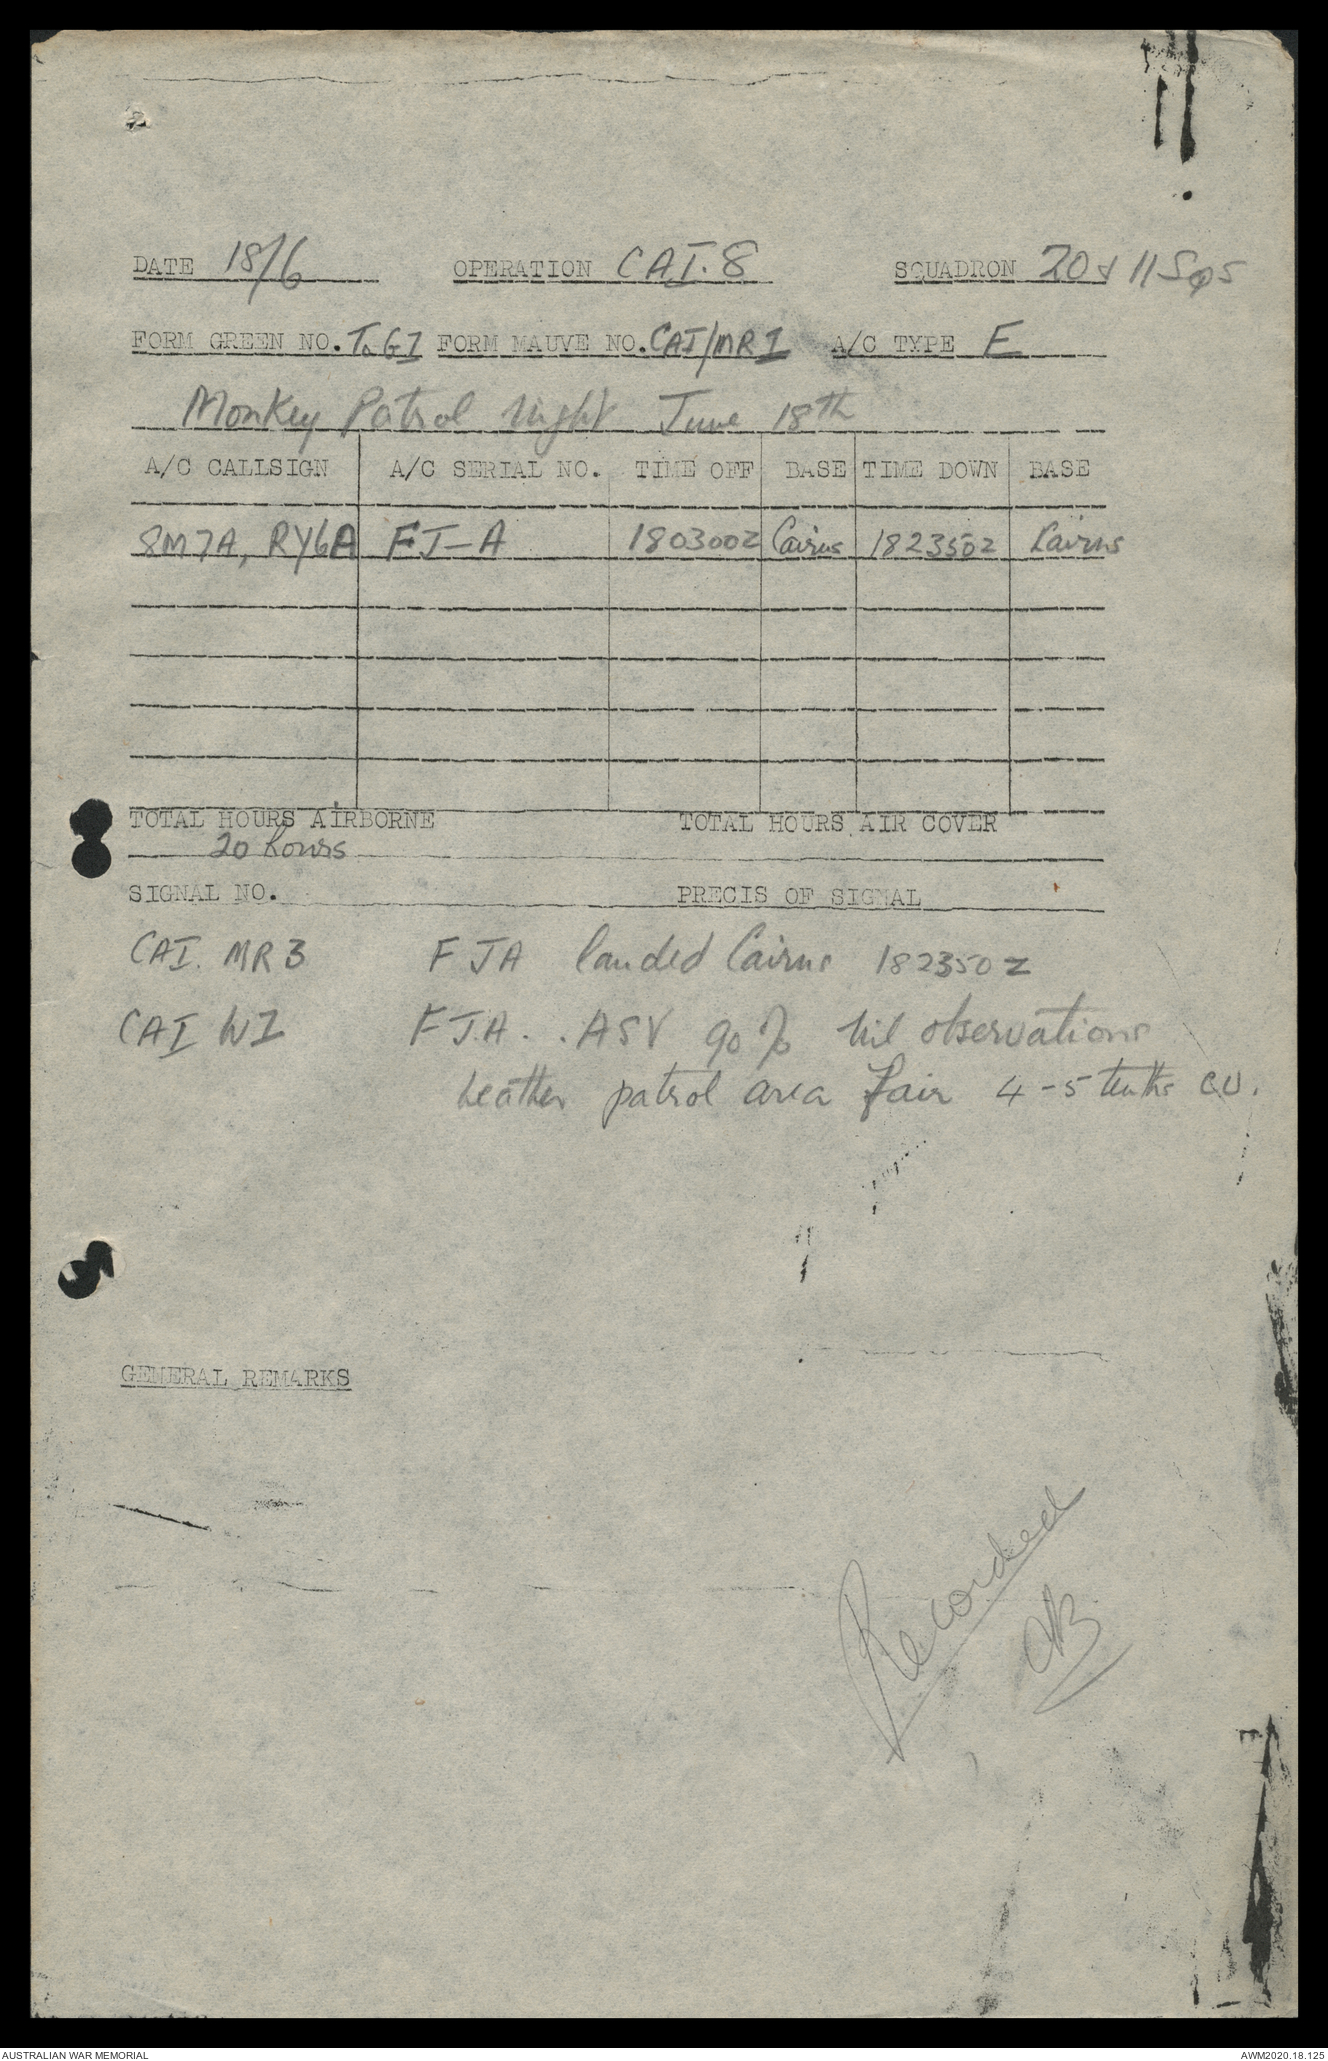 DATE 18/6 OPERATION CAI.8 SQUADRON 20 & 11 Sqs
FORM GREEN NO. FORM MAUVE NO. CAI/MR1 A/C TYPE E
Monkey Patrol Night June 18th
A/C CALLSIGN A/C SERIAL NO. TIME OFF BASE TIME DOWN BASE
8M7A, RY6A FJ-A 180300Z Cairns 182350Z Cairns
TOTAL HOURS AIRBORNE TOTAL HOURS AIR COVER
20 hours
SIGNAL NO. PRECIS OF SIGNAL
CAI. MR3 FJA landed Cairns 182350Z
CAI W1 FJA. . ASV 90% Nil observations
Weather patrol area fair 4-5 tenths CU.
GENERAL REMARKS
Recorded
AUSTRALIAN WAR MEMORIAL AWM2020.18.125